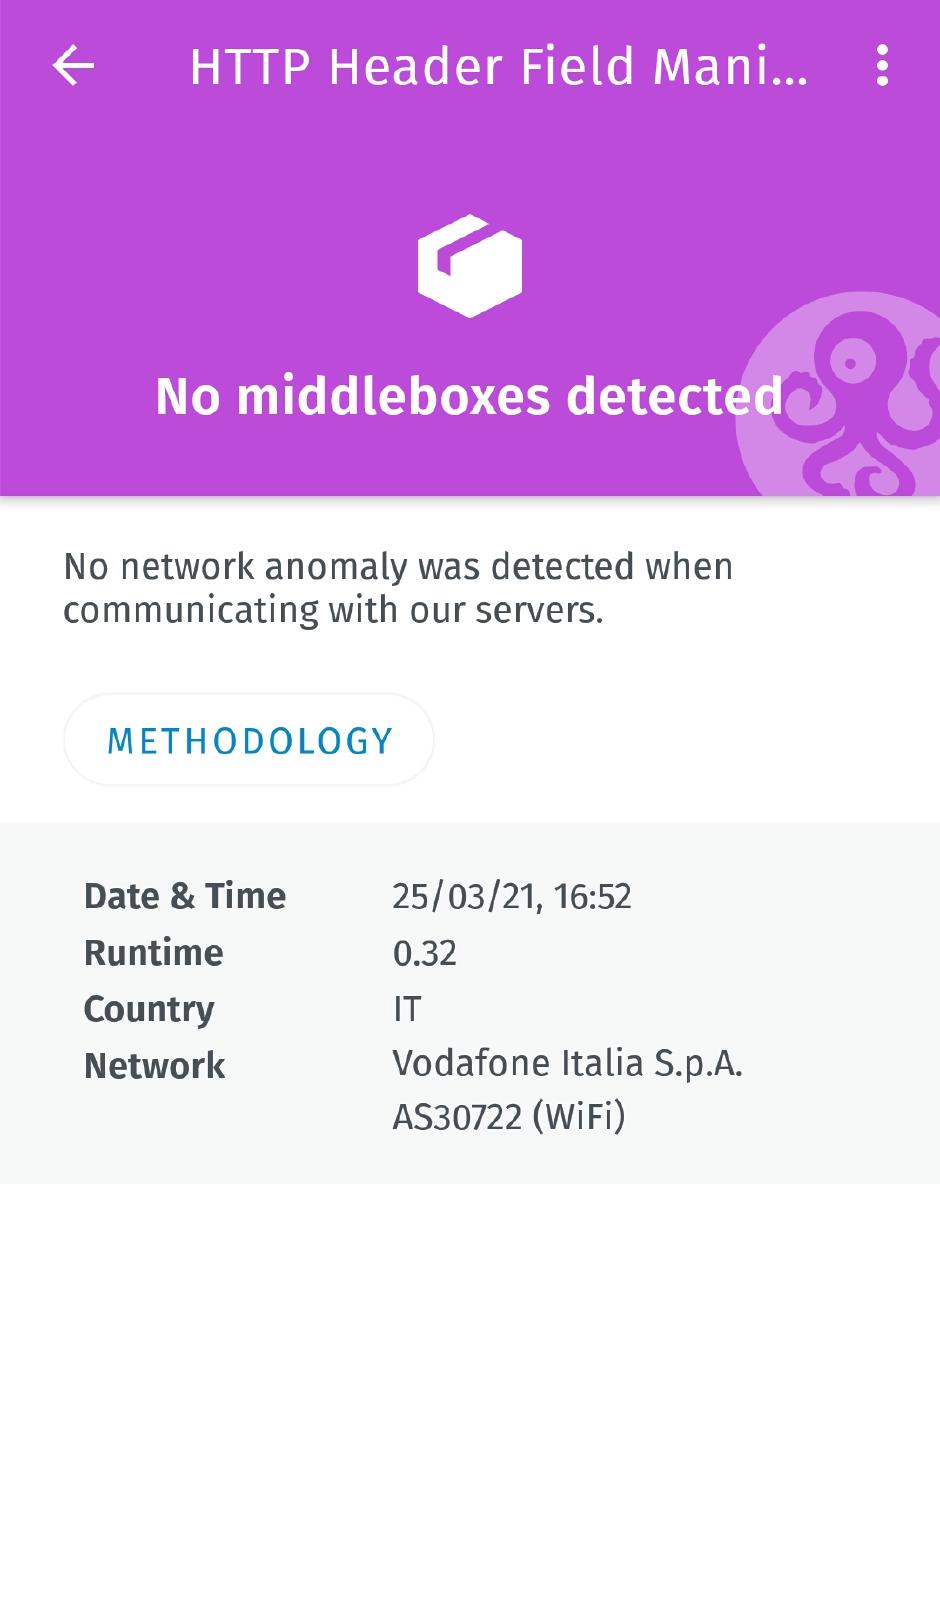 HTTP Header Field Mani...
No middleboxes detected
No network anomaly was detected when
communicating with our servers.
METHODOLOGY
Date & Time 25/03/21, 16:52
Runtime 0.32
Country IT
Network Vodafone Italia S.p.A.
AS30722 (WiFi)